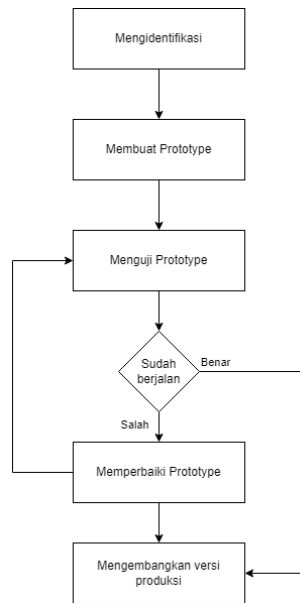 Mengidentifikasi
Membuat Prototype
Menguji Prototype
Sudah
berjalan
Benar
Salah
Memperbaiki Prototype
Mengembangkan versi
produksi